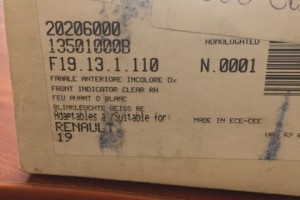 20206000
13501000B
HOMOLOGATED
F19.13.1.110 N.0001
FANALE ANTERIORE INCOLORE Dx
FRONT INDICATOR CLEAR RH
FEU AVANT D BLANC
BLINKLEUCHTE WEISS RE
Adaptables a/Suitable for:
MADE IN ECE-CEE
RENAULT
19